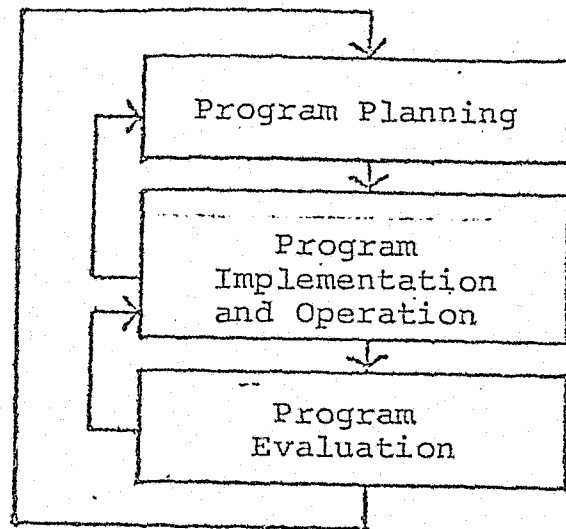 Program Planning
Program
Implementation
and Operation
Program
Evaluation